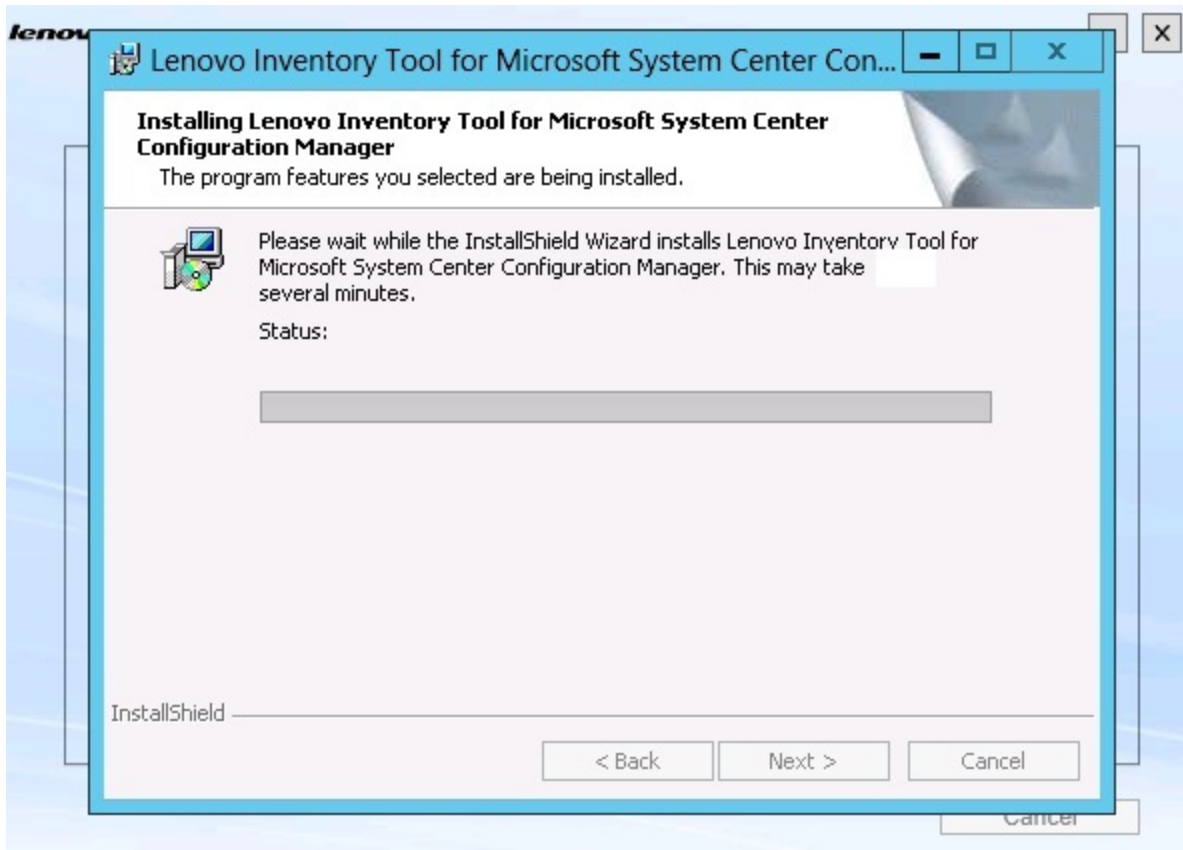 lenov
Lenovo Inventory Tool for Microsoft System Center Con...
X
x
Installing Lenovo Inventory Tool for Microsoft System Center
Configuration Manager
The program features you selected are being installed.
Please wait while the InstallShield Wizard installs Lenovo Inventory Tool for
Microsoft System Center Configuration Manager. This may take
several minutes.
Status:
InstallShield
< Back
Next >
Cancel
Cancel